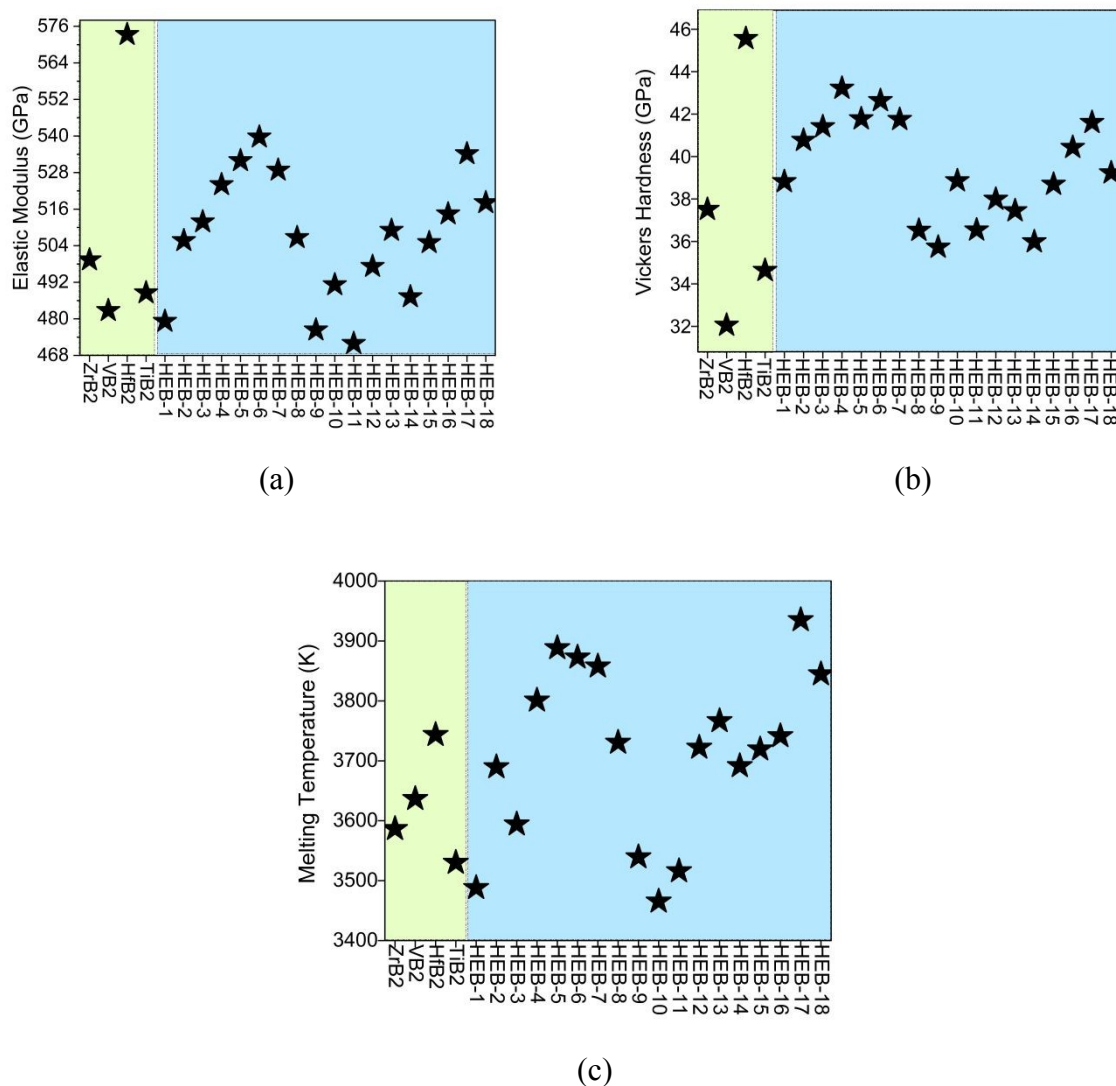 576
564
552
540
528
516
504
492
480
468
Elastic Modulus (GPa)
ZrB2
VB2
HfB2
TiB2
HEB-1
HEB-2
HEB-3
HEB-4
HEB-5
HEB-6
HEB-7
HEB-8
HEB-9
HEB-10
HEB-11
HEB-12
HEB-13
HEB-14
HEB-15
HEB-16
HEB-17
HEB-18
(a)
46
44
42
40
38
36
34
32
Vickers Hardness (GPa)
ZrB2
VB2
HfB2
TiB2
HEB-1
HEB-2
HEB-3
HEB-4
HEB-5
HEB-6
HEB-7
HEB-8
HEB-9
HEB-10
HEB-11
HEB-12
HEB-13
HEB-14
HEB-15
HEB-16
HEB-17
HEB-18
(b)
4000
3900
3800
3700
3600
3500
3400
Melting Temperature (K)
ZrB2
VB2
HfB2
TiB2
HEB-1
HEB-2
HEB-3
HEB-4
HEB-5
HEB-6
HEB-7
HEB-8
HEB-9
HEB-10
HEB-11
HEB-12
HEB-13
HEB-14
HEB-15
HEB-16
HEB-17
HEB-18
(c)